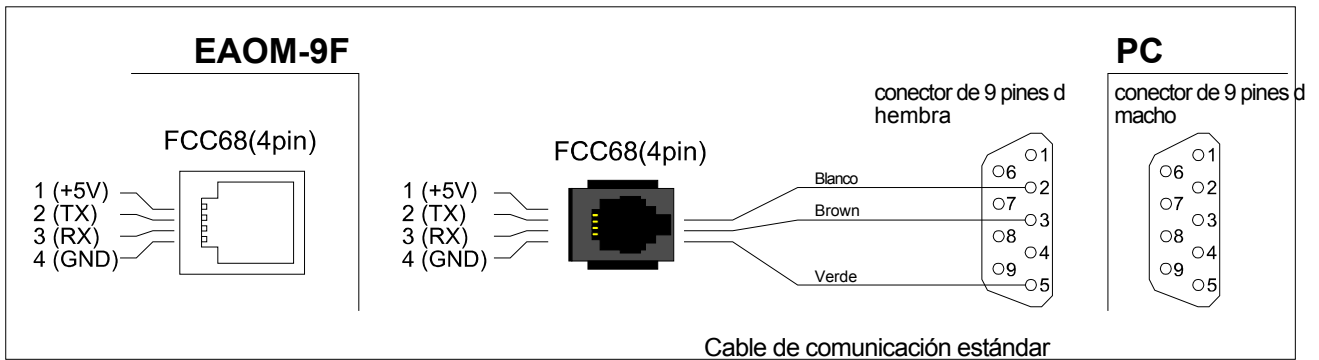 EAOM-9F
PC
conector de 9 pines d
hembra
conector de 9 pines d
macho
FCC68(4pin)
1 (+5V)
2 (TX)
3 (RX)
4 (GND)
FCC68(4pin)
1 (+5V)
2 (TX)
3 (RX)
4 (GND)
Blanco
Brown
Verde
1
6
2
7
3
8
4
9
5
1
6
2
7
3
8
4
9
5
Cable de comunicación estándar